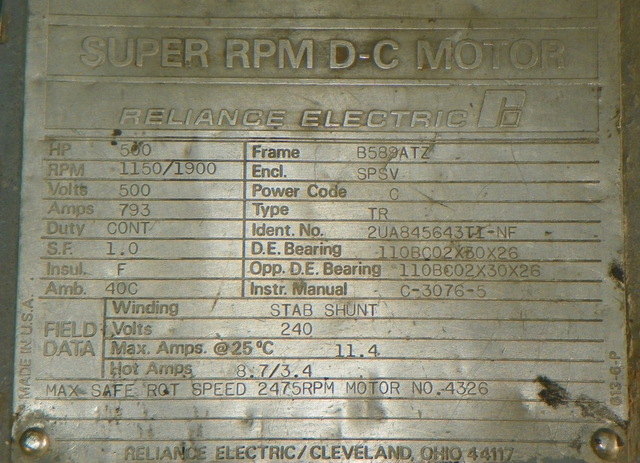 SUPER RPM D-C MOTOR
RELIANCE ELECTRIC
HP 500 Frame B589ATZ
RPM 1150/1900 Encl. SPSV
Volts 500 Power Code C
Amps 793 Type TR
Duty CONT Ident. No. 2UA845643T1-NF
S.F. 1.0 D.E. Bearing 110BC02X30X26
Insul. F Opp. D.E. Bearing 110BC02X30X26
Amb. 40C Instr. Manual C-3076-5
FIELD DATA
Winding STAB SHUNT
Volts 240
Max. Amps. @ 25°C 11.4
Hot Amps 8.7/3.4
MAX SAFE ROT SPEED 2475RPM MOTOR NO.4326
RELIANCE ELECTRIC/CLEVELAND, OHIO 44117
MADE IN U.S.A.
613-6-P